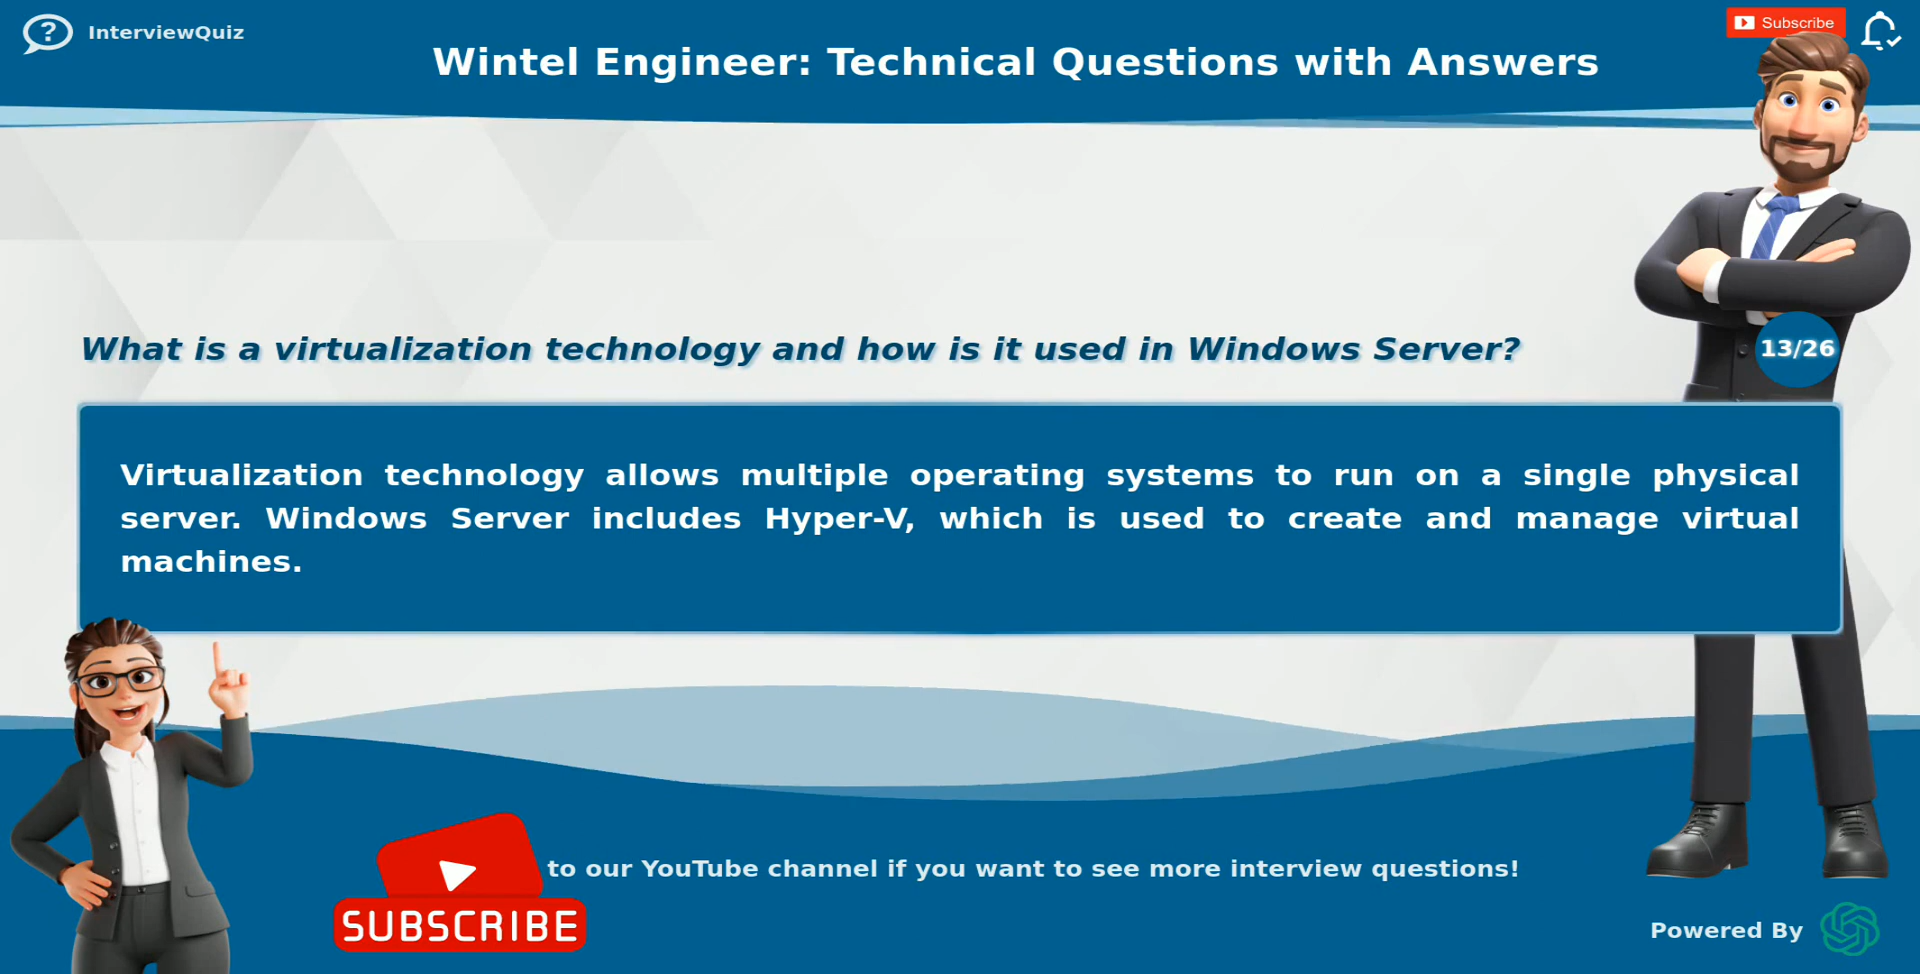 InterviewQuiz
Subscribe
Wintel Engineer: Technical Questions with Answers
What is a virtualization technology and how is it used in Windows Server?
13/26
Virtualization technology allows multiple operating systems to run on a single physical
server. Windows Server includes Hyper-V, which is used to create and manage virtual
machines.
to our YouTube channel if you want to see more interview questions!
SUBSCRIBE
Powered By